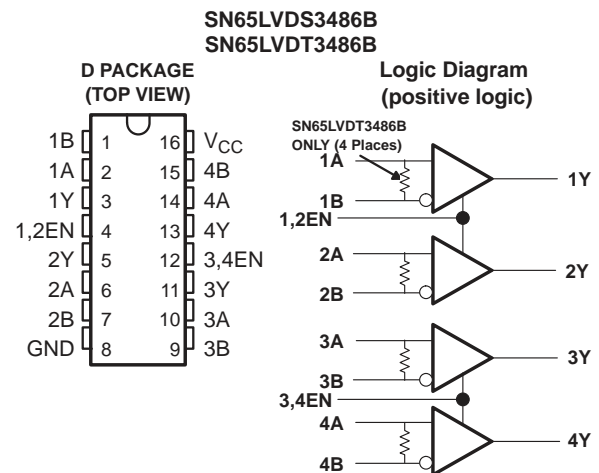 SN65LVDS3486B
SN65LVDT3486B
D PACKAGE
(TOP VIEW)
1B 1 16 VCC
1A 2 15 4B
1Y 3 14 4A
1,2EN 4 13 4Y
2Y 5 12 3,4EN
2A 6 11 3Y
2B 7 10 3A
GND 8 9 3B
Logic Diagram
(positive logic)
SN65LVDT3486B
ONLY (4 Places)
1A
1Y
1B
1,2EN
2A
2Y
2B
3A
3Y
3B
3,4EN
4A
4Y
4B